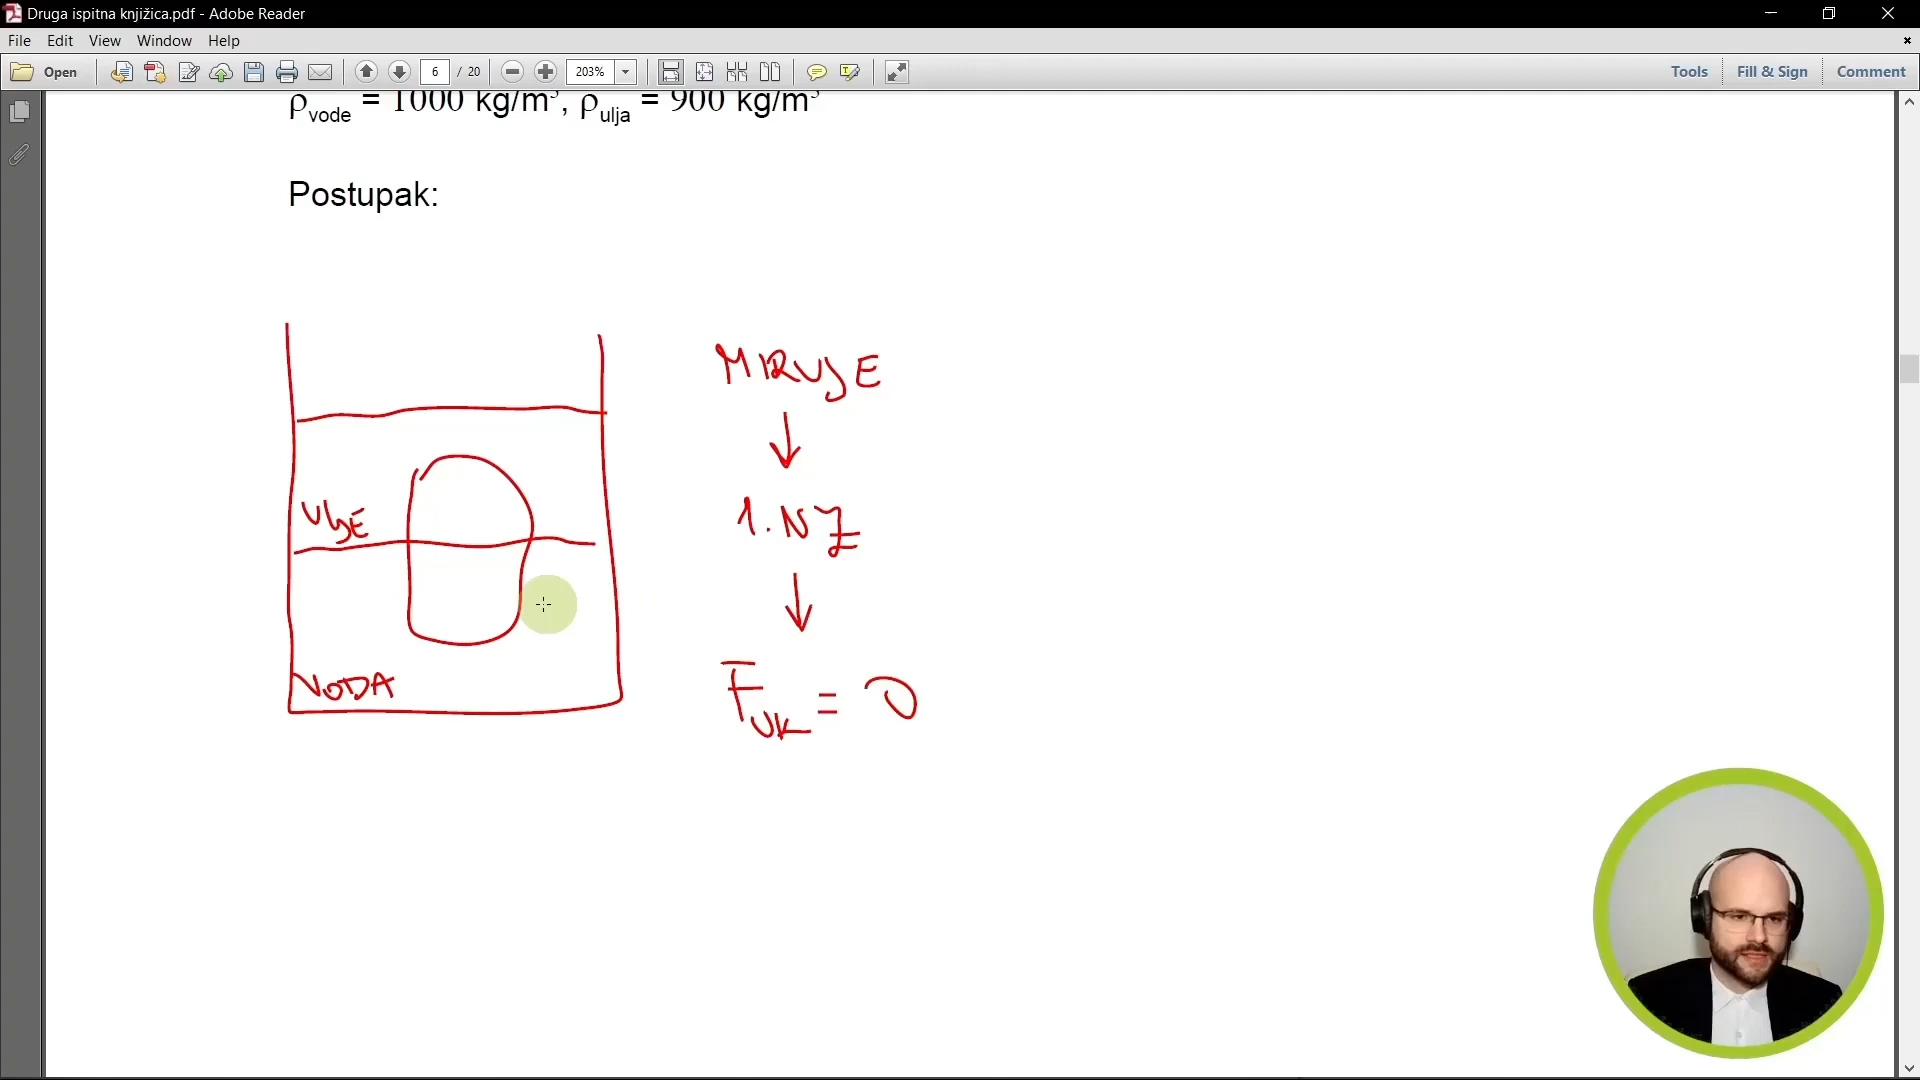 Druga ispitna knjižica.pdf - Adobe Reader
File Edit View Window Help
Open 6 / 20 203% Tools Fill & Sign Comment
ρvode = 1000 kg/m³, ρulja = 900 kg/m³
Postupak:
MIRUJE
ULJE
1. NZ
VODA
FUK = 0